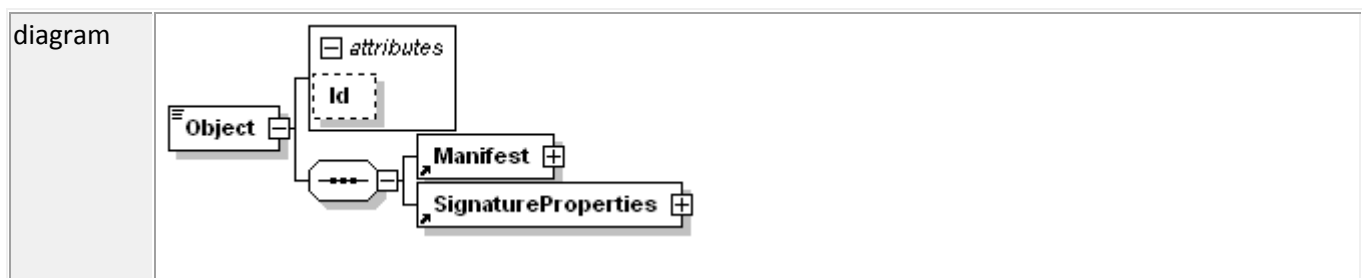 diagram
attributes
Id
Object
Manifest
SignatureProperties